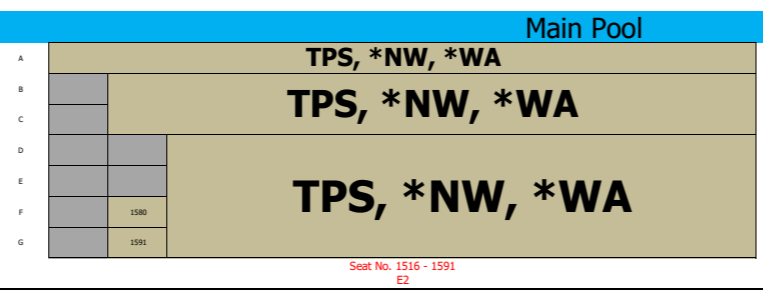 Main Pool
A
TPS, *NW, *WA
B
TPS, *NW, *WA
C
D
E
TPS, *NW, *WA
F
1580
G
1591
Seat No. 1516 - 1591
E2